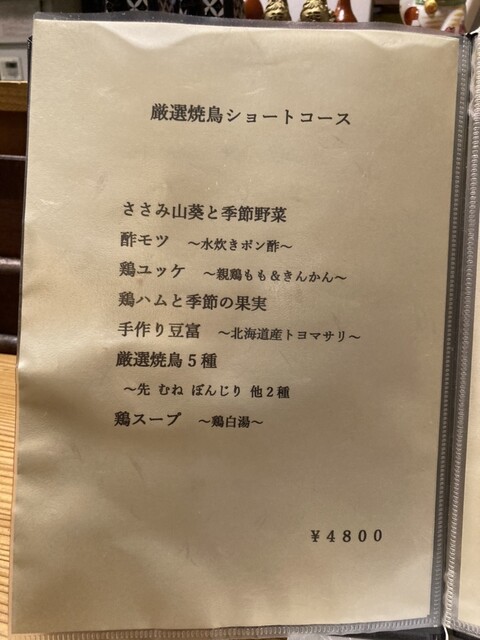 厳選焼鳥ショートコース
ささみ山葵と季節野菜
酢モツ　～水炊きポン酢～
鶏ユッケ　～親鶏もも＆きんかん～
鶏ハムと季節の果実
手作り豆富　～北海道産トヨマサリ～
厳選焼鳥５種
～先 むね ぼんじり 他２種
鶏スープ　～鶏白湯～
￥４８００